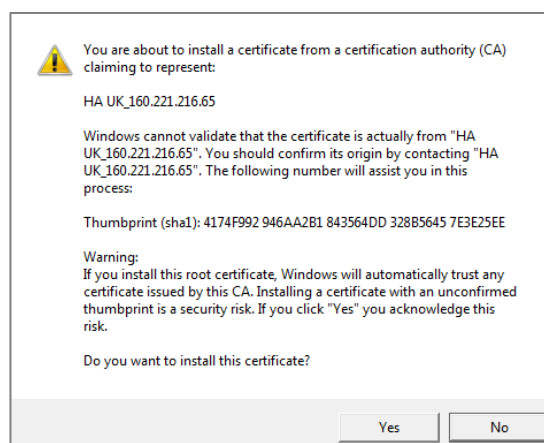 You are about to install a certificate from a certification authority (CA)
claiming to represent:
HA UK_160.221.216.65
Windows cannot validate that the certificate is actually from "HA
UK_160.221.216.65". You should confirm its origin by contacting "HA
UK_160.221.216.65". The following number will assist you in this
process:
Thumbprint (sha1): 4174F992 946AA2B1 843564DD 328B5645 7E3E25EE
Warning:
If you install this root certificate, Windows will automatically trust any
certificate issued by this CA. Installing a certificate with an unconfirmed
thumbprint is a security risk. If you click "Yes" you acknowledge this
risk.
Do you want to install this certificate?
Yes No